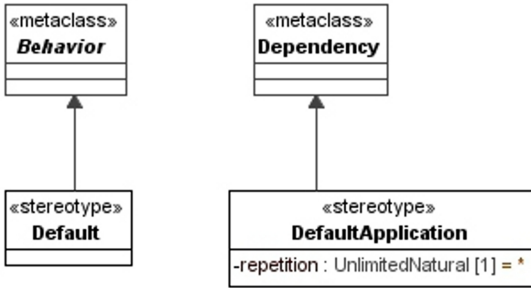 «metaclass»
Behavior
«metaclass»
Dependency
«stereotype»
Default
«stereotype»
DefaultApplication
-repetition : UnlimitedNatural [1] = *